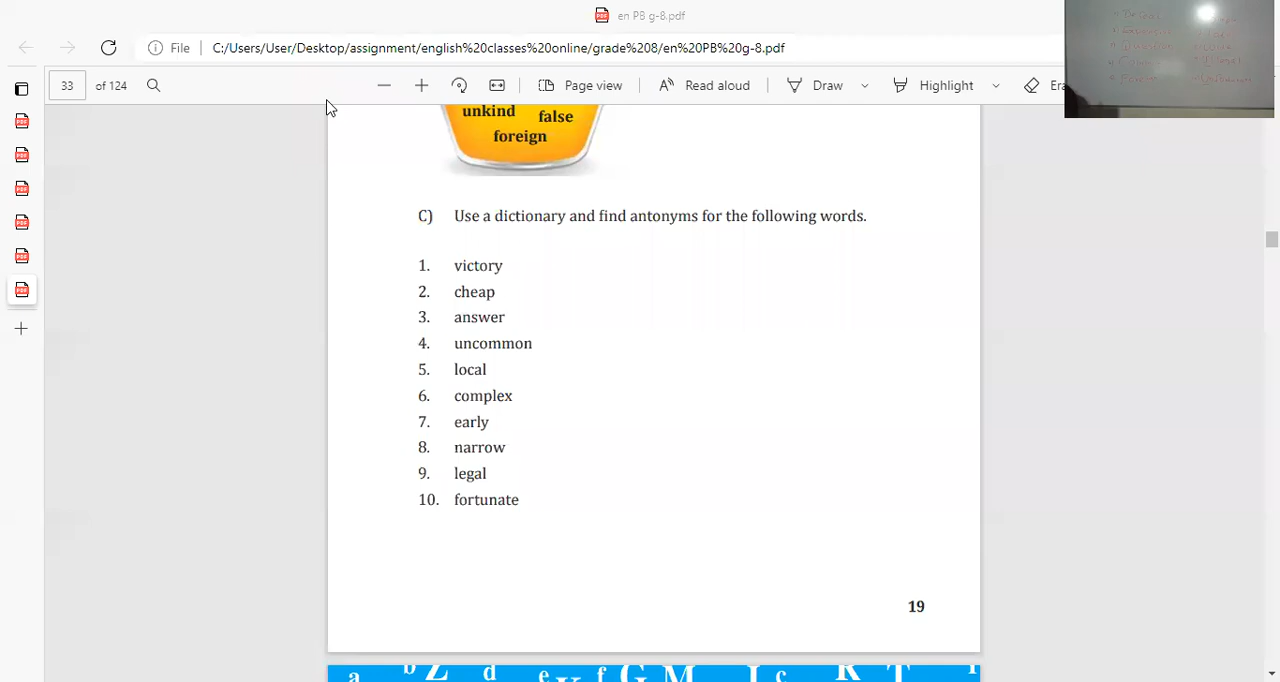 en PB g-8.pdf
File C:/Users/User/Desktop/assignment/english%20classes%20online/grade%208/en%20PB%20g-8.pdf
33 of 124 Page view Read aloud Draw Highlight
unkind false
foreign
C) Use a dictionary and find antonyms for the following words.
1. victory
2. cheap
3. answer
4. uncommon
5. local
6. complex
7. early
8. narrow
9. legal
10. fortunate
19